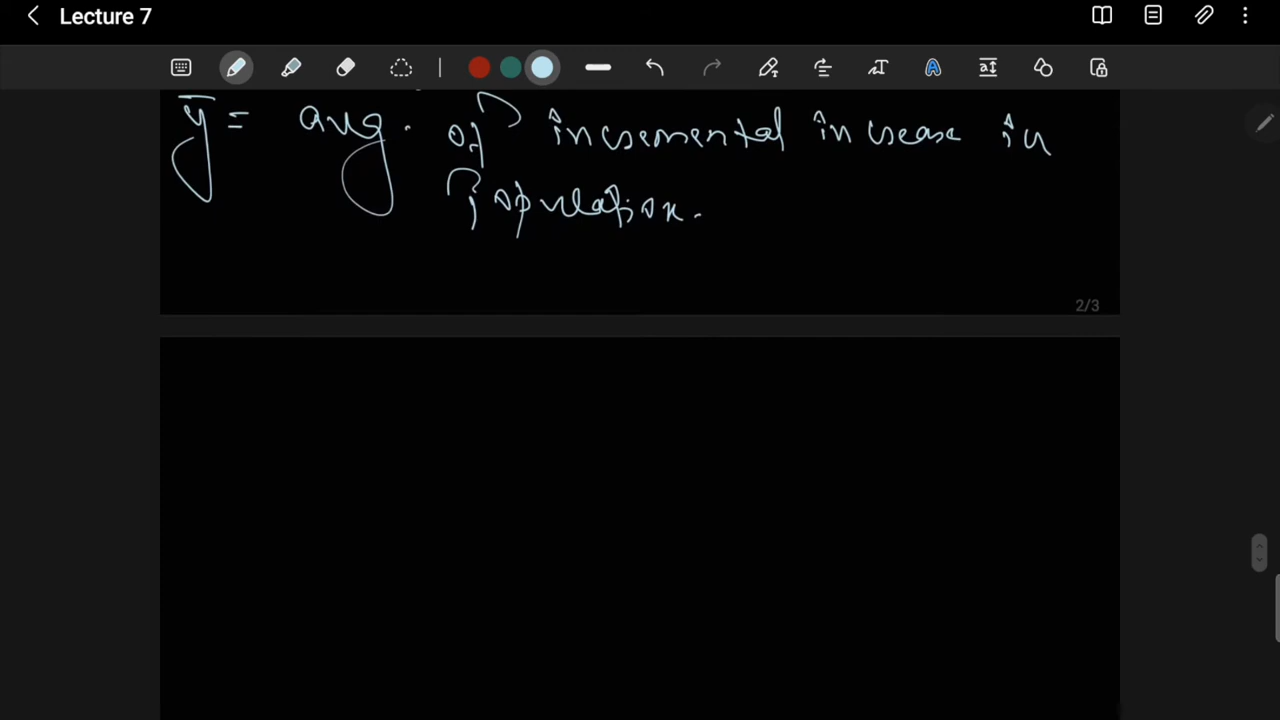 Lecture 7
ȳ = avg. of incremental increase in
population.
2/3